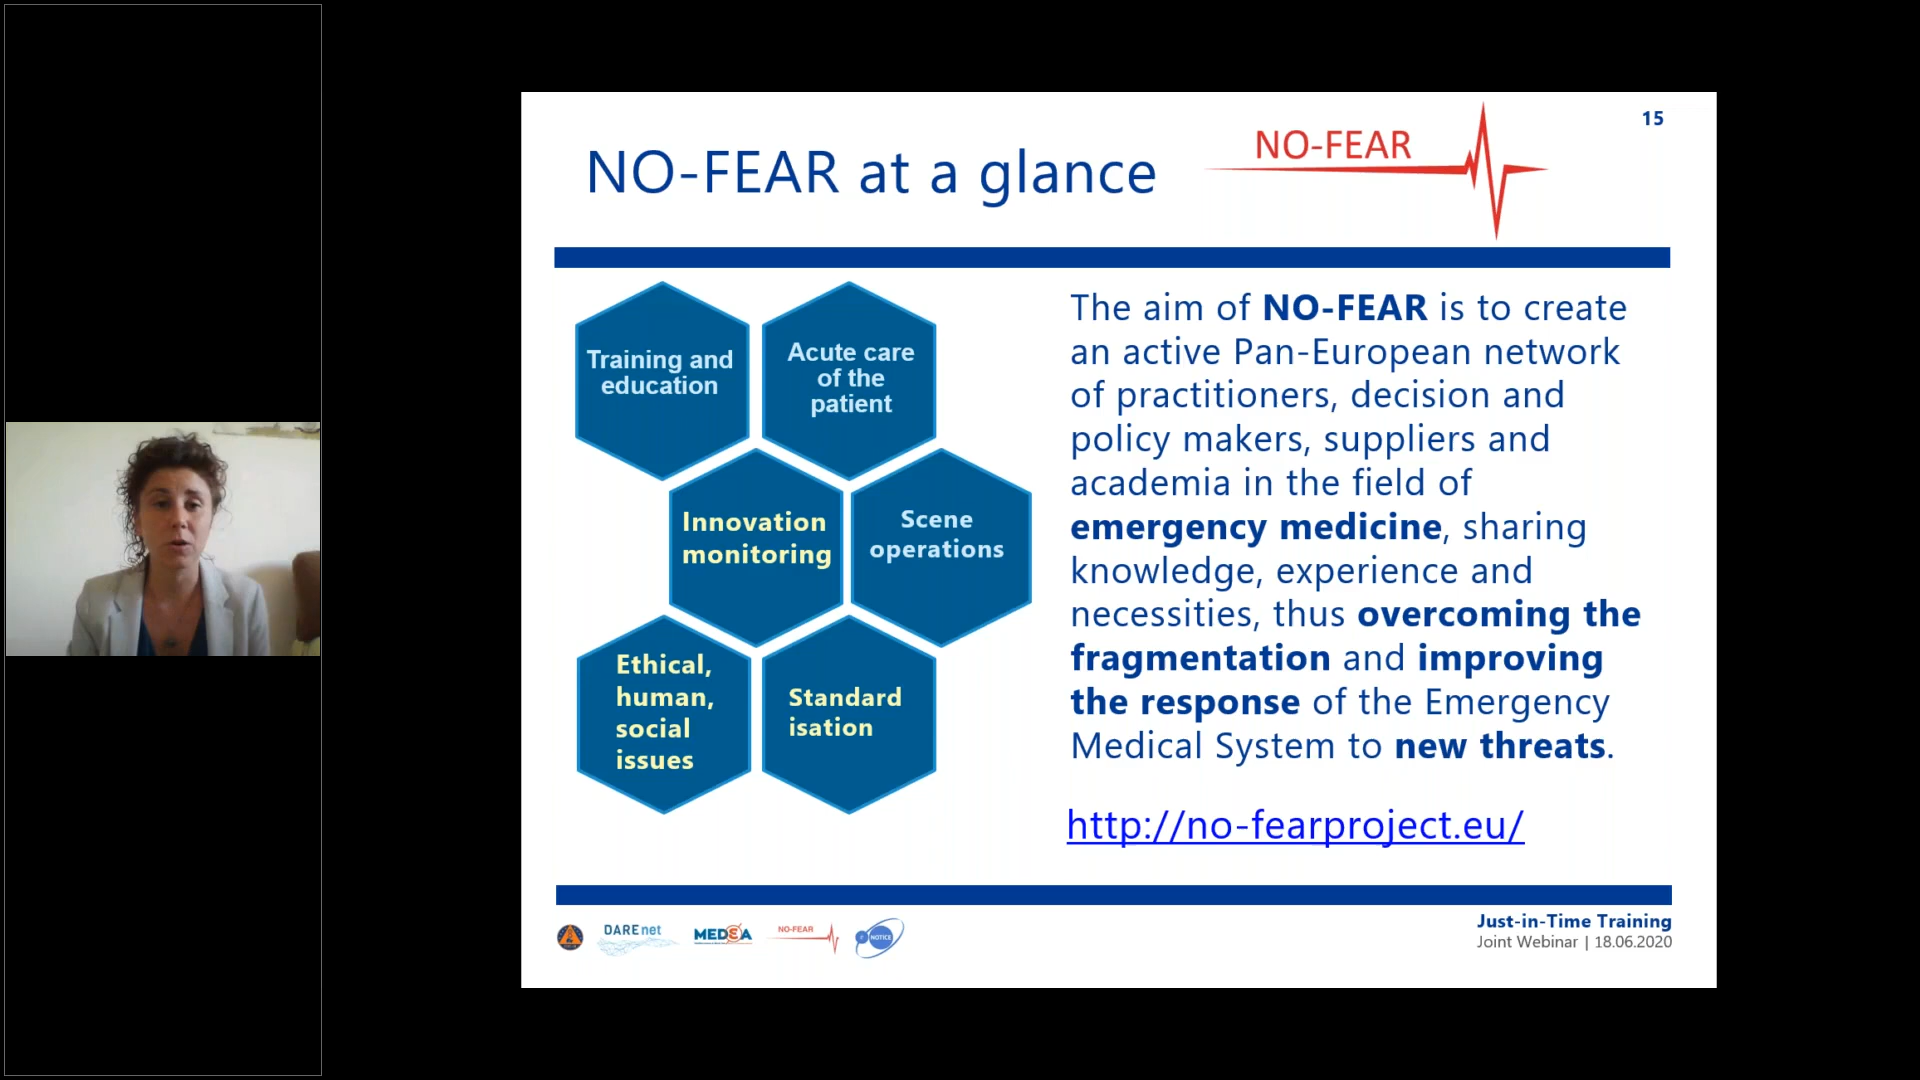 15
NO-FEAR at a glance
NO-FEAR
Training and
education
Acute care
of the
patient
Innovation
monitoring
Scene
operations
Ethical,
human,
social
issues
Standard
isation
The aim of NO-FEAR is to create
an active Pan-European network
of practitioners, decision and
policy makers, suppliers and
academia in the field of
emergency medicine, sharing
knowledge, experience and
necessities, thus overcoming the
fragmentation and improving
the response of the Emergency
Medical System to new threats.
http://no-fearproject.eu/
DAREnet
MEDEA
NO-FEAR
NOTICE
Just-in-Time Training
Joint Webinar | 18.06.2020